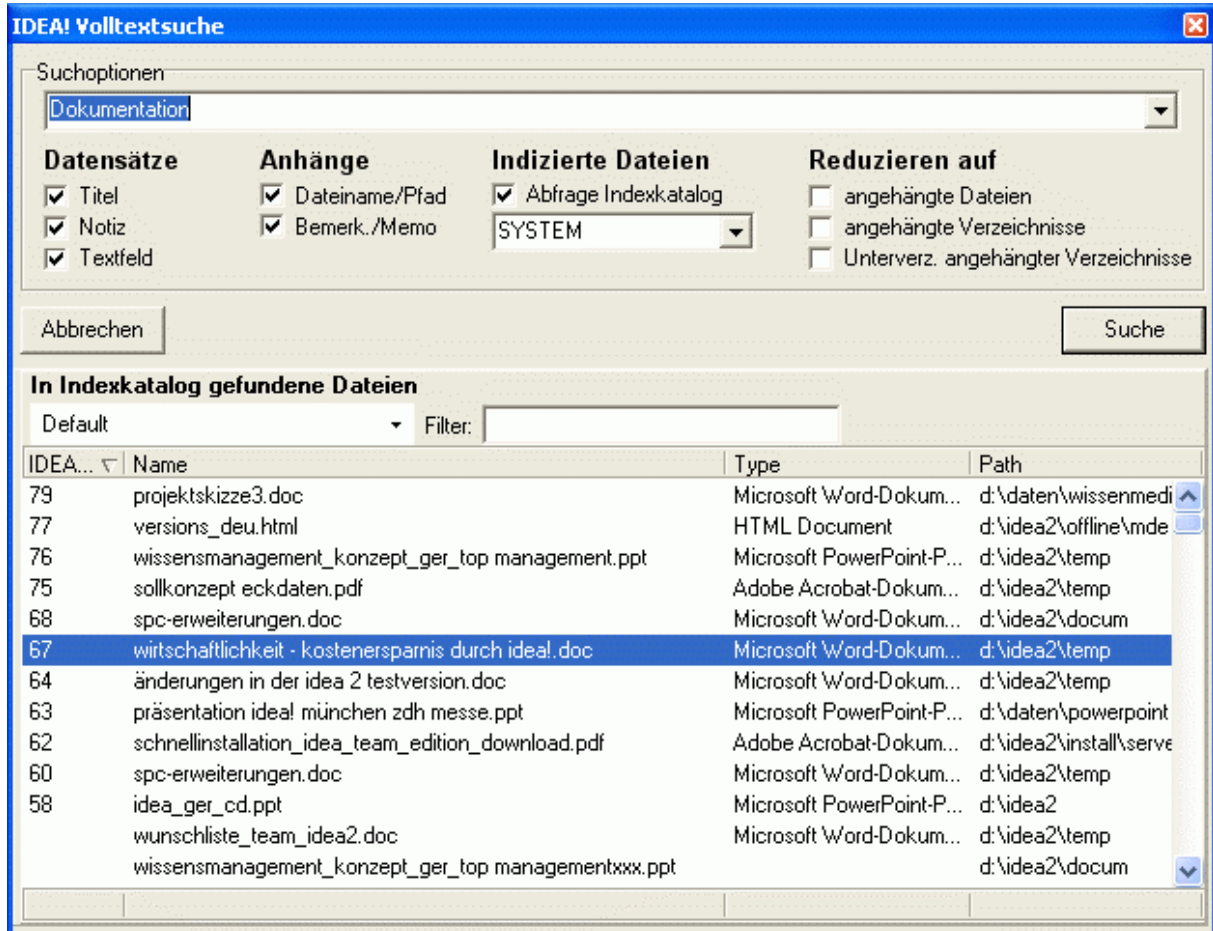 IDEA! Volltextsuche
Suchoptionen
Dokumentation
Datensätze Anhänge Indizierte Dateien Reduzieren auf
Titel Dateiname/Pfad Abfrage Indexkatalog angehängte Dateien
Notiz Bemerk./Memo SYSTEM angehängte Verzeichnisse
Textfeld Unterverz. angehängter Verzeichnisse
Abbrechen Suche
In Indexkatalog gefundene Dateien
Default Filter:
IDEA... Name Type Path
79 projektskizze3.doc Microsoft Word-Dokum... d:\daten\wissenmedi
77 versions_deu.html HTML Document d:\idea2\offline\mde
76 wissensmanagement_konzept_ger_top management.ppt Microsoft PowerPoint-P... d:\idea2\temp
75 sollkonzept eckdaten.pdf Adobe Acrobat-Dokum... d:\idea2\temp
68 spc-erweiterungen.doc Microsoft Word-Dokum... d:\idea2\docum
67 wirtschaftlichkeit - kostenersparnis durch idea!.doc Microsoft Word-Dokum... d:\idea2\temp
64 änderungen in der idea 2 testversion.doc Microsoft Word-Dokum... d:\idea2\temp
63 präsentation idea! münchen zdh messe.ppt Microsoft PowerPoint-P... d:\daten\powerpoint
62 schnellinstallation_idea_team_edition_download.pdf Adobe Acrobat-Dokum... d:\idea2\install\serve
60 spc-erweiterungen.doc Microsoft Word-Dokum... d:\idea2\temp
58 idea_ger_cd.ppt Microsoft PowerPoint-P... d:\idea2
wunschliste_team_idea2.doc Microsoft Word-Dokum... d:\idea2\temp
wissensmanagement_konzept_ger_top managementxxx.ppt d:\idea2\docum